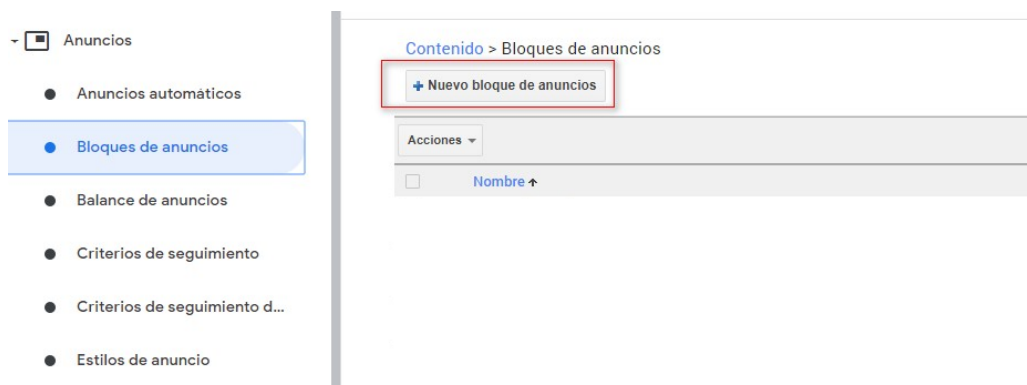 Anuncios
Anuncios automáticos
Bloques de anuncios
Balance de anuncios
Criterios de seguimiento
Criterios de seguimiento d...
Estilos de anuncio
Contenido > Bloques de anuncios
+ Nuevo bloque de anuncios
Acciones
Nombre ↑